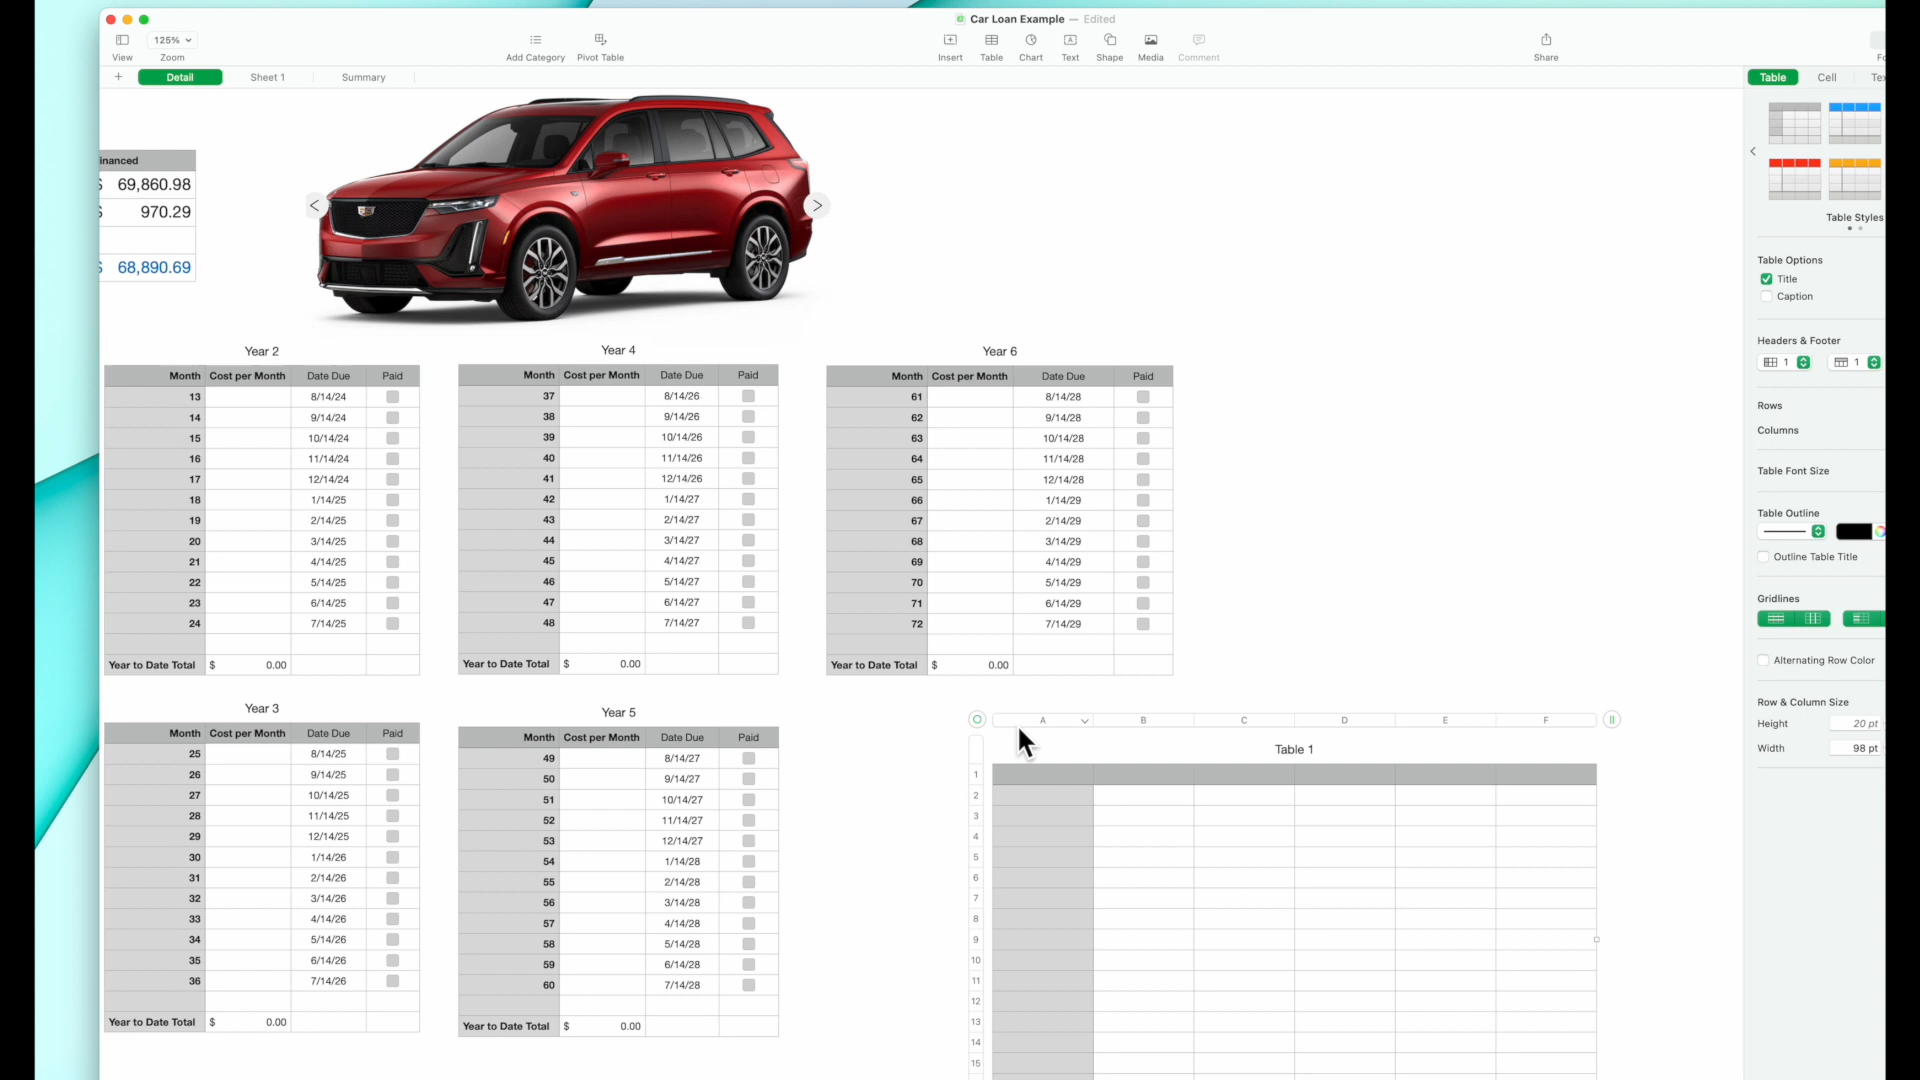 Car Loan Example — Edited
125%
View Zoom Add Category Pivot Table Insert Table Chart Text Shape Media Comment Share
+ Detail Sheet 1 Summary Table Cell
inanced
69,860.98
970.29
68,890.69
< >
Year 2
Month Cost per Month Date Due Paid
13 8/14/24
14 9/14/24
15 10/14/24
16 11/14/24
17 12/14/24
18 1/14/25
19 2/14/25
20 3/14/25
21 4/14/25
22 5/14/25
23 6/14/25
24 7/14/25
Year to Date Total $ 0.00
Year 4
Month Cost per Month Date Due Paid
37 8/14/26
38 9/14/26
39 10/14/26
40 11/14/26
41 12/14/26
42 1/14/27
43 2/14/27
44 3/14/27
45 4/14/27
46 5/14/27
47 6/14/27
48 7/14/27
Year to Date Total $ 0.00
Year 6
Month Cost per Month Date Due Paid
61 8/14/28
62 9/14/28
63 10/14/28
64 11/14/28
65 12/14/28
66 1/14/29
67 2/14/29
68 3/14/29
69 4/14/29
70 5/14/29
71 6/14/29
72 7/14/29
Year to Date Total $ 0.00
Year 3
Month Cost per Month Date Due Paid
25 8/14/25
26 9/14/25
27 10/14/25
28 11/14/25
29 12/14/25
30 1/14/26
31 2/14/26
32 3/14/26
33 4/14/26
34 5/14/26
35 6/14/26
36 7/14/26
Year to Date Total $ 0.00
Year 5
Month Cost per Month Date Due Paid
49 8/14/27
50 9/14/27
51 10/14/27
52 11/14/27
53 12/14/27
54 1/14/28
55 2/14/28
56 3/14/28
57 4/14/28
58 5/14/28
59 6/14/28
60 7/14/28
Year to Date Total $ 0.00
A B C D E F
Table 1
1
2
3
4
5
6
7
8
9
10
11
12
13
14
15
Table Styles
Table Options
Title
Caption
Headers & Footer
1 1
Rows
Columns
Table Font Size
Table Outline
Outline Table Title
Gridlines
Alternating Row Color
Row & Column Size
Height 20 pt
Width 98 pt